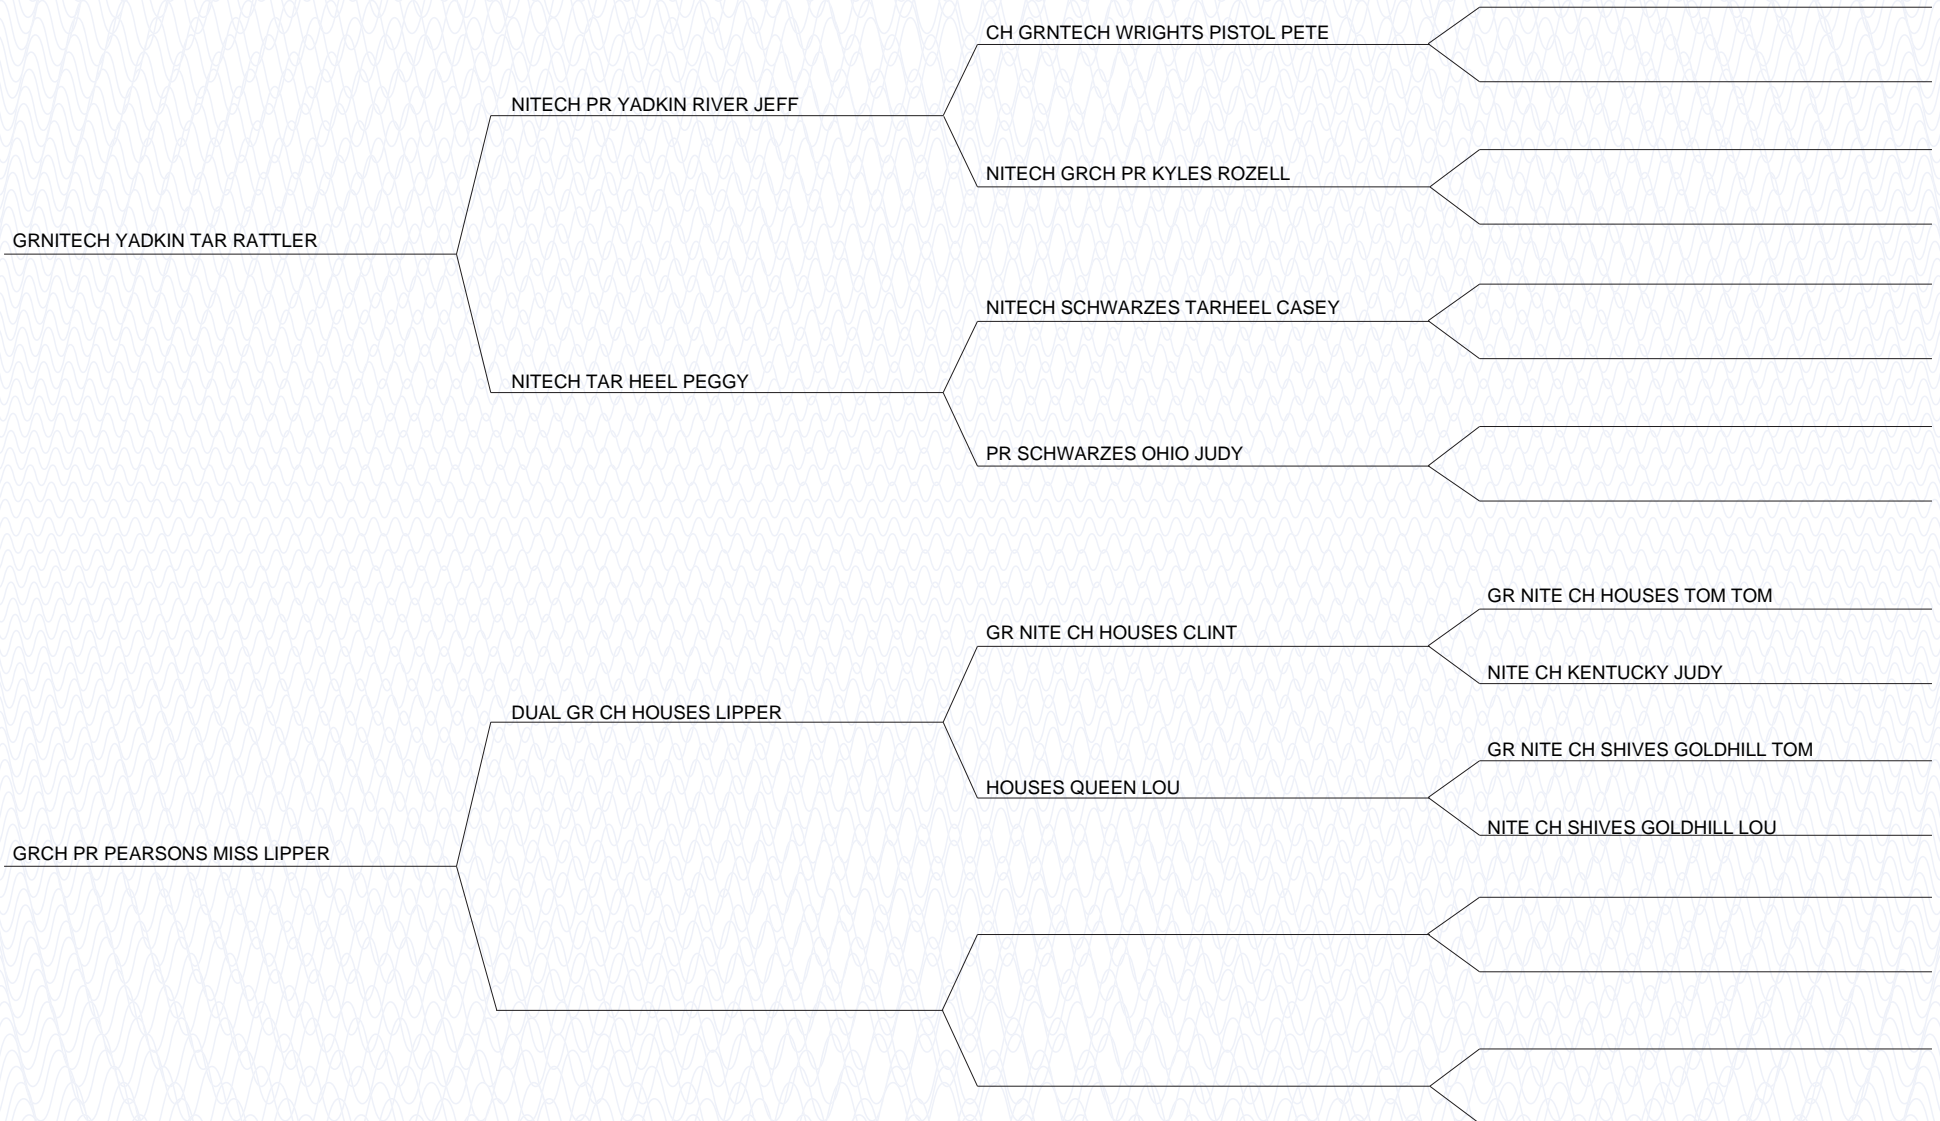 CH GRNTECH WRIGHTS PISTOL PETE
NITECH PR YADKIN RIVER JEFF
NITECH GRCH PR KYLES ROZELL
GRNITECH YADKIN TAR RATTLER
NITECH SCHWARZES TARHEEL CASEY
NITECH TAR HEEL PEGGY
PR SCHWARZES OHIO JUDY
GR NITE CH HOUSES TOM TOM
GR NITE CH HOUSES CLINT
NITE CH KENTUCKY JUDY
DUAL GR CH HOUSES LIPPER
GR NITE CH SHIVES GOLDHILL TOM
HOUSES QUEEN LOU
NITE CH SHIVES GOLDHILL LOU
GRCH PR PEARSONS MISS LIPPER